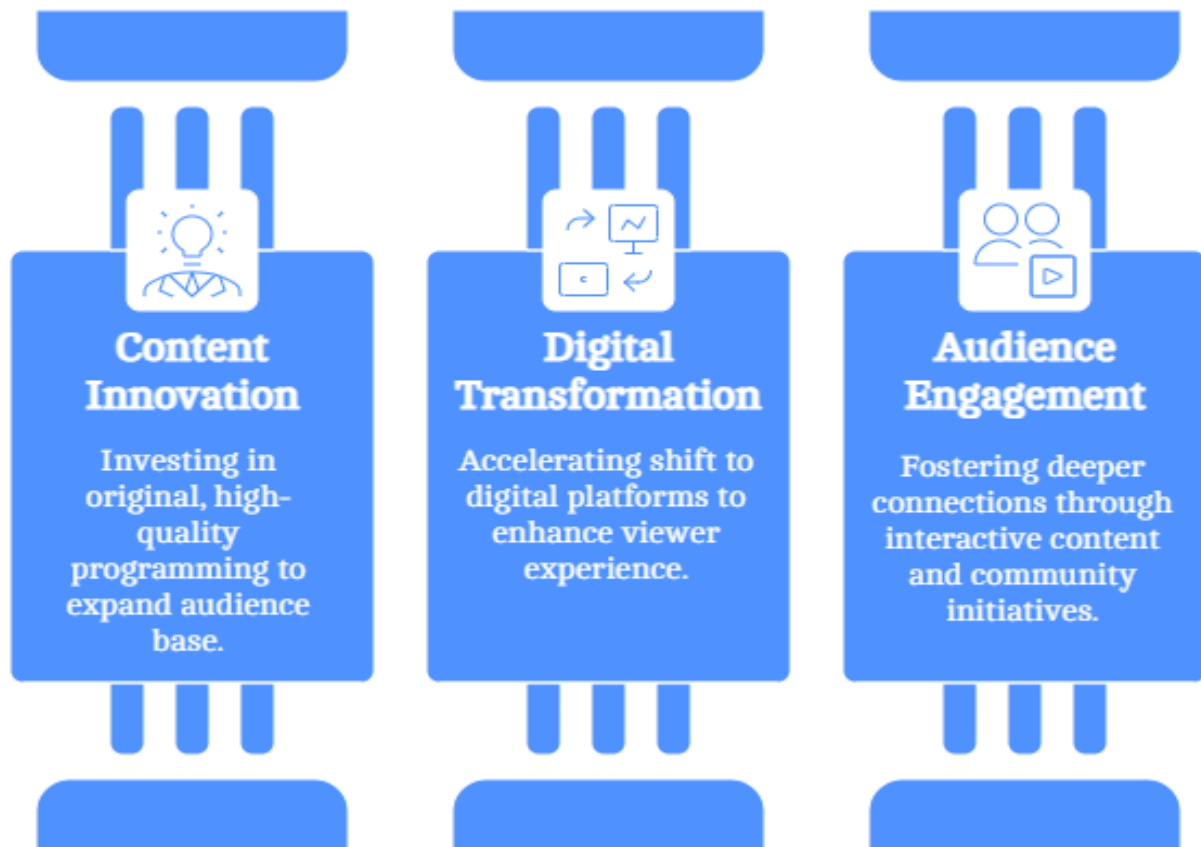 Content
Innovation
Investing in
original, high-
quality
programming to
expand audience
base.
Digital
Transformation
Accelerating shift to
digital platforms to
enhance viewer
experience.
Audience
Engagement
Fostering deeper
connections through
interactive content
and community
initiatives.